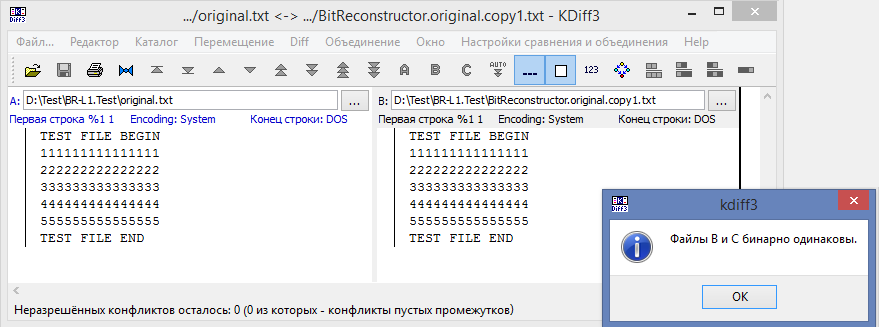 .../original.txt <-> .../BitReconstructor.original.copy1.txt - KDiff3
Файл... Редактор Каталог Перемещение Diff Объединение Окно Настройки сравнения и объединения Help
A B C AUTO 123
A: D:\Test\BR-L1.Test\original.txt ...
B: D:\Test\BR-L1.Test\BitReconstructor.original.copy1.txt ...
Первая строка %1 1 Encoding: System Конец строки: DOS
Первая строка %1 1 Encoding: System Конец строки: DOS
TEST FILE BEGIN
111111111111111
222222222222222
333333333333333
444444444444444
555555555555555
TEST FILE END
TEST FILE BEGIN
111111111111111
222222222222222
333333333333333
444444444444444
555555555555555
TEST FILE END
kdiff3
Файлы B и C бинарно одинаковы.
OK
Неразрешённых конфликтов осталось: 0 (0 из которых - конфликты пустых промежутков)